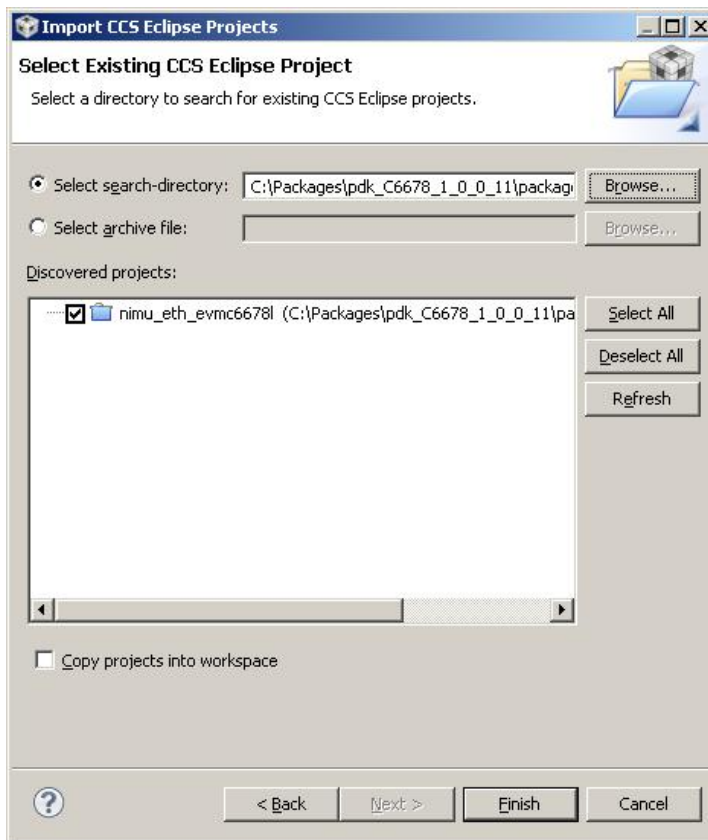 Import CCS Eclipse Projects
Select Existing CCS Eclipse Project
Select a directory to search for existing CCS Eclipse projects.
Select search-directory: C:\Packages\pdk_C6678_1_0_0_11\packag Browse...
Select archive file: Browse...
Discovered projects:
nimu_eth_evmc6678l (C:\Packages\pdk_C6678_1_0_0_11\pa Select All
Deselect All
Refresh
Copy projects into workspace
? < Back Next > Finish Cancel